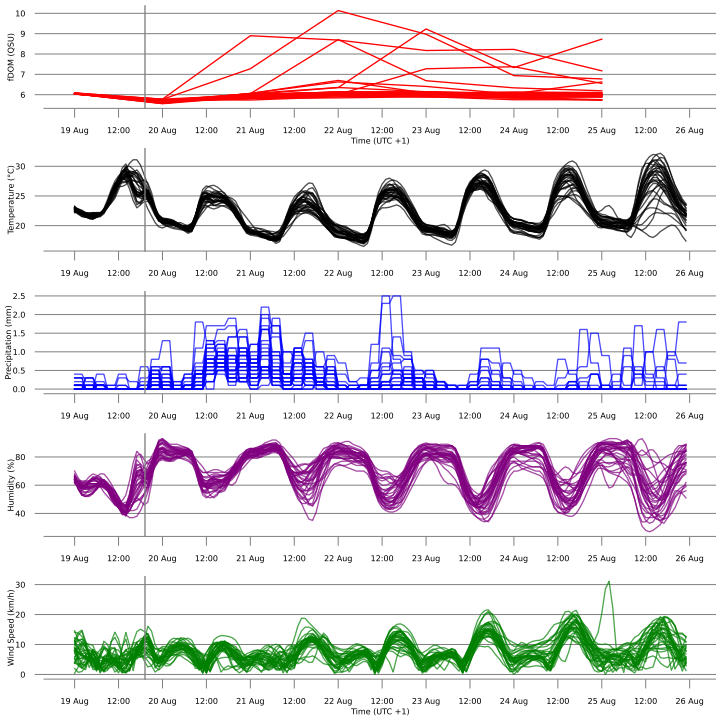 fDOM (QSU)
10
9
8
7
6
19 Aug 12:00 20 Aug 12:00 21 Aug 12:00 22 Aug 12:00 23 Aug 12:00 24 Aug 12:00 25 Aug 12:00 26 Aug
Time (UTC +1)
Temperature (°C)
30
25
20
19 Aug 12:00 20 Aug 12:00 21 Aug 12:00 22 Aug 12:00 23 Aug 12:00 24 Aug 12:00 25 Aug 12:00 26 Aug
Precipitation (mm)
2.5
2.0
1.5
1.0
0.5
0.0
19 Aug 12:00 20 Aug 12:00 21 Aug 12:00 22 Aug 12:00 23 Aug 12:00 24 Aug 12:00 25 Aug 12:00 26 Aug
Humidity (%)
80
60
40
19 Aug 12:00 20 Aug 12:00 21 Aug 12:00 22 Aug 12:00 23 Aug 12:00 24 Aug 12:00 25 Aug 12:00 26 Aug
Wind Speed (km/h)
30
20
10
0
19 Aug 12:00 20 Aug 12:00 21 Aug 12:00 22 Aug 12:00 23 Aug 12:00 24 Aug 12:00 25 Aug 12:00 26 Aug
Time (UTC +1)